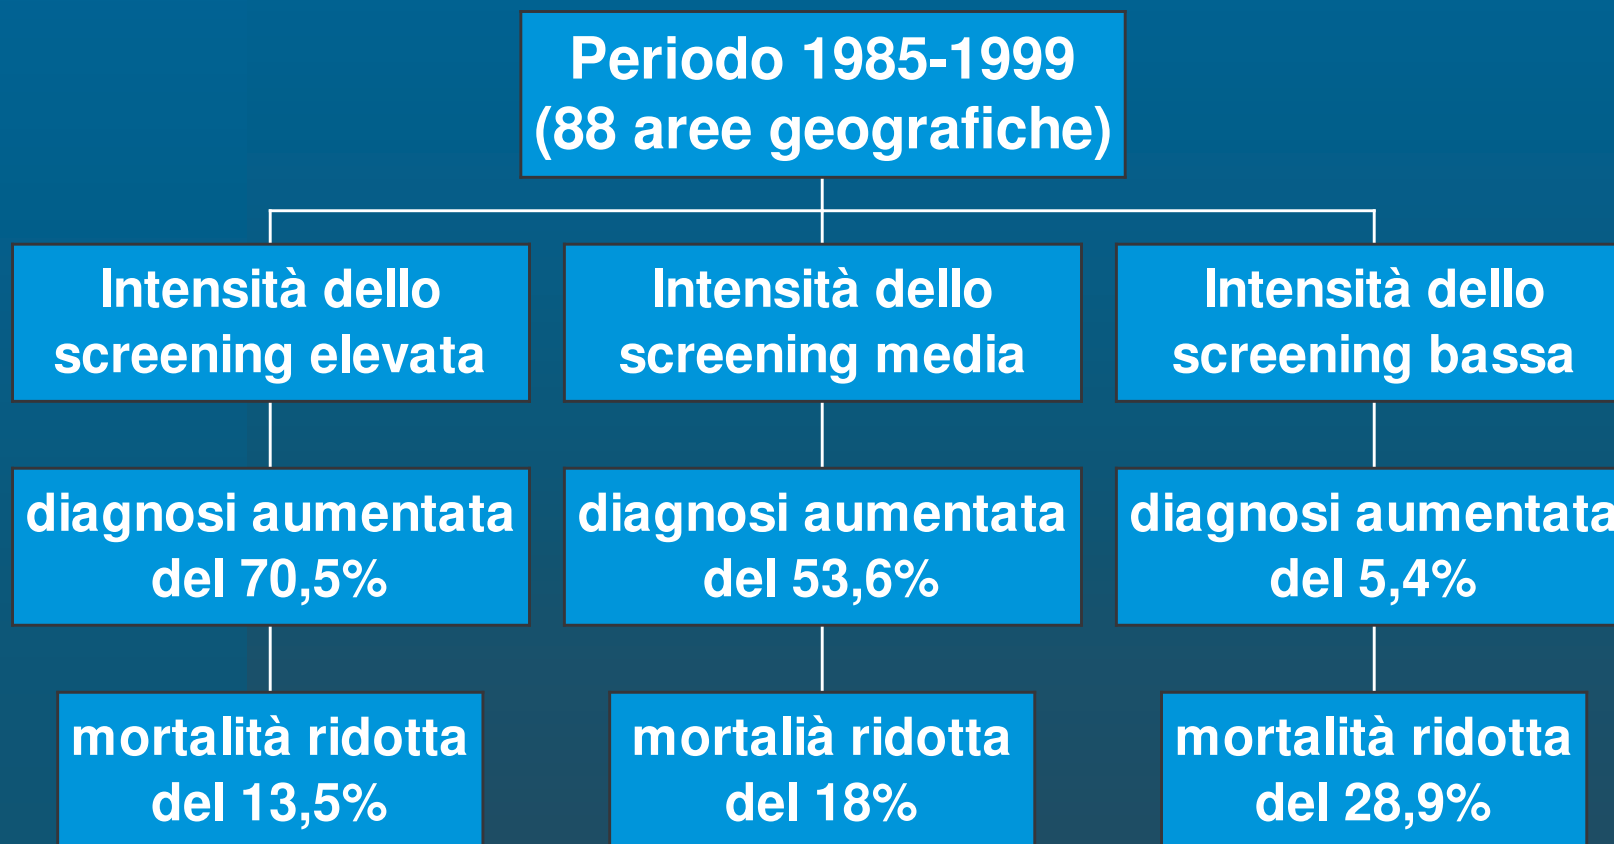 Periodo 1985-1999
(88 aree geografiche)
Intensità dello
screening elevata
Intensità dello
screening media
Intensità dello
screening bassa
diagnosi aumentata
del 70,5%
diagnosi aumentata
del 53,6%
diagnosi aumentata
del 5,4%
mortalità ridotta
del 13,5%
mortalià ridotta
del 18%
mortalità ridotta
del 28,9%